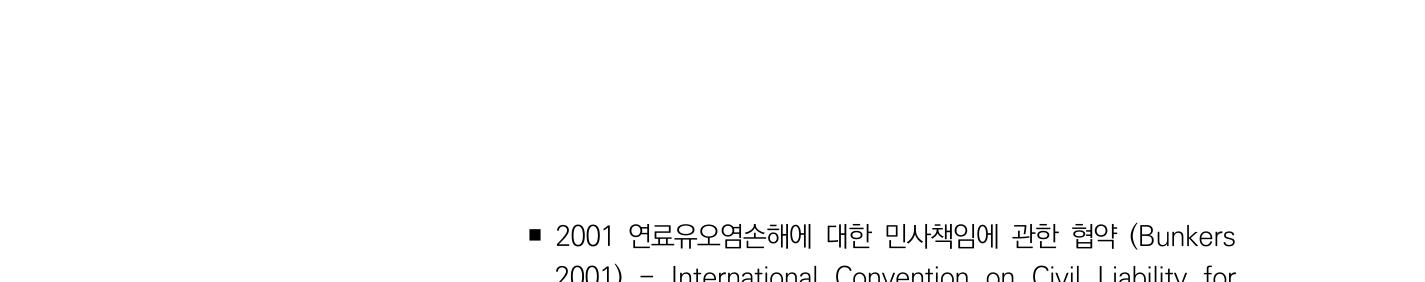 ■ 2001 연료유오염손해에 대한 민사책임에 관한 협약 (Bunkers
2001) – International Convention on Civil Liability for